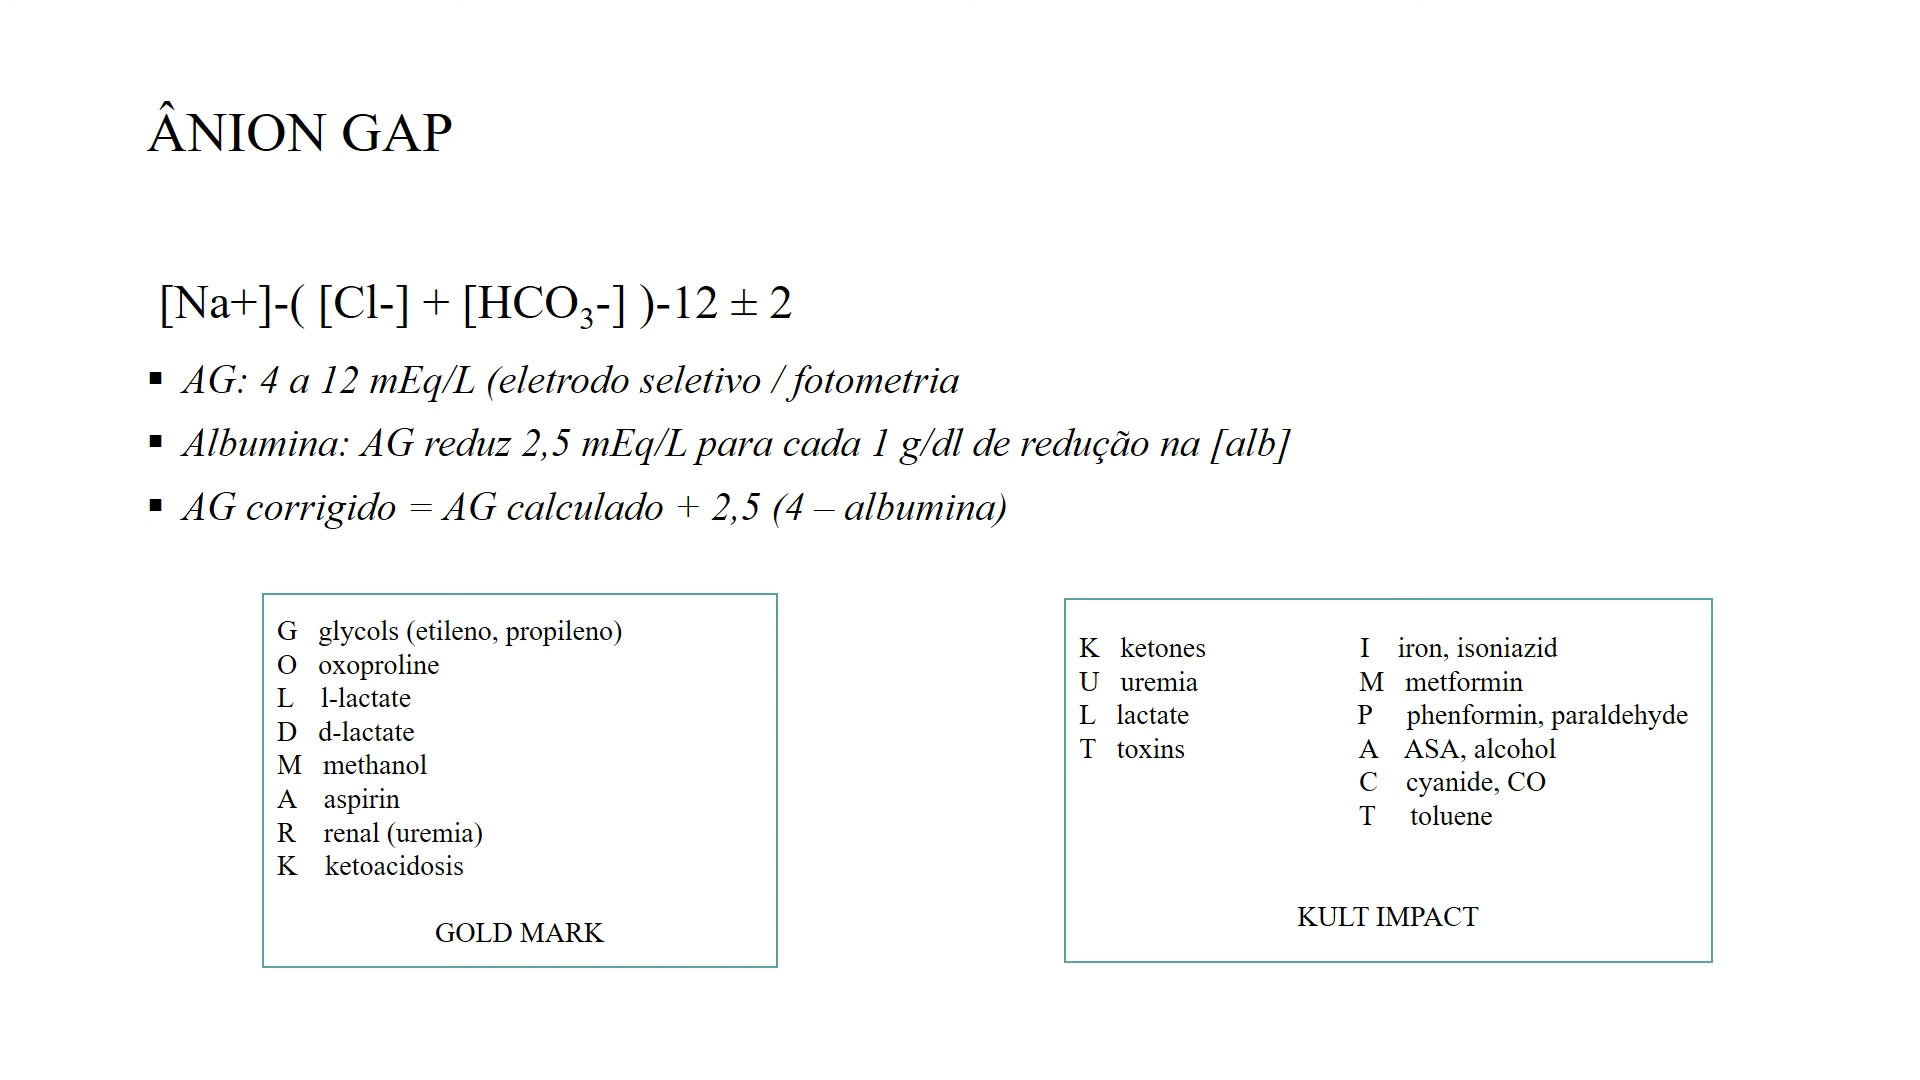 ÂNION GAP
[Na+]-( [Cl-] + [HCO₃-] )-12 ± 2
▪ AG: 4 a 12 mEq/L (eletrodo seletivo / fotometria
▪ Albumina: AG reduz 2,5 mEq/L para cada 1 g/dl de redução na [alb]
▪ AG corrigido = AG calculado + 2,5 (4 – albumina)
G glycols (etileno, propileno)
O oxoproline
L l-lactate
D d-lactate
M methanol
A aspirin
R renal (uremia)
K ketoacidosis
GOLD MARK
K ketones
U uremia
L lactate
T toxins
I iron, isoniazid
M metformin
P phenformin, paraldehyde
A ASA, alcohol
C cyanide, CO
T toluene
KULT IMPACT